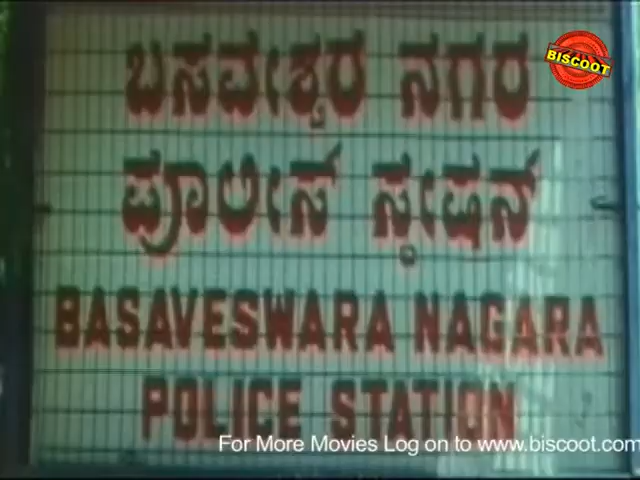 BISCOOT
ಬಸವೇಶ್ವರ ನಗರ
ಪ್ರೊಲೀಸ್ ಸ್ಟೇಷನ್
BASAVESWARA NAGARA
POLICE STATION
For More Movies Log on to www.biscoot.com